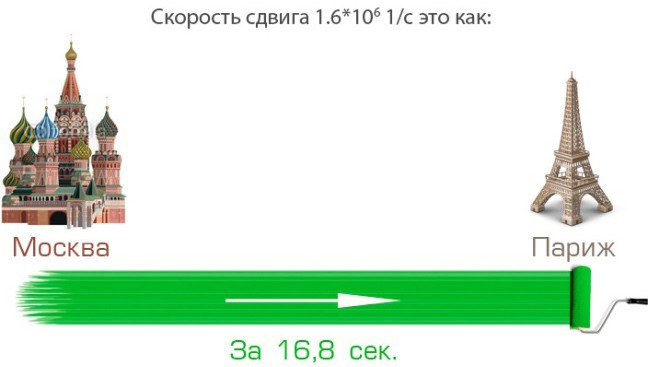 Скорость сдвига 1.6*10⁶ 1/с это как:
Москва
Париж
За 16,8 сек.